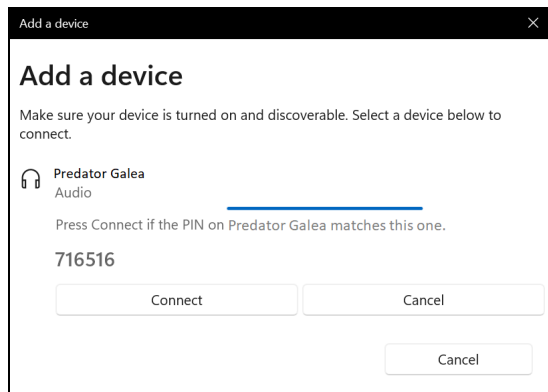 Add a device
Add a device
Make sure your device is turned on and discoverable. Select a device below to
connect.
Predator Galea
Audio
Press Connect if the PIN on Predator Galea matches this one.
716516
Connect Cancel
Cancel